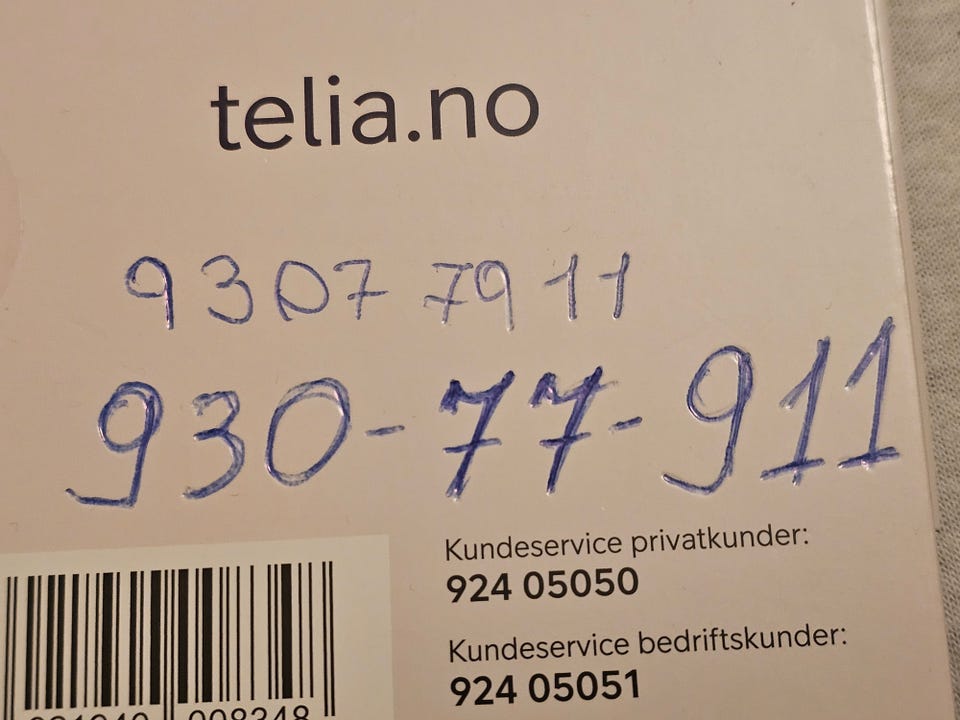 telia.no
9307 7911
930-77-911
Kundeservice privatkunder:
924 05050
Kundeservice bedriftskunder:
924 05051